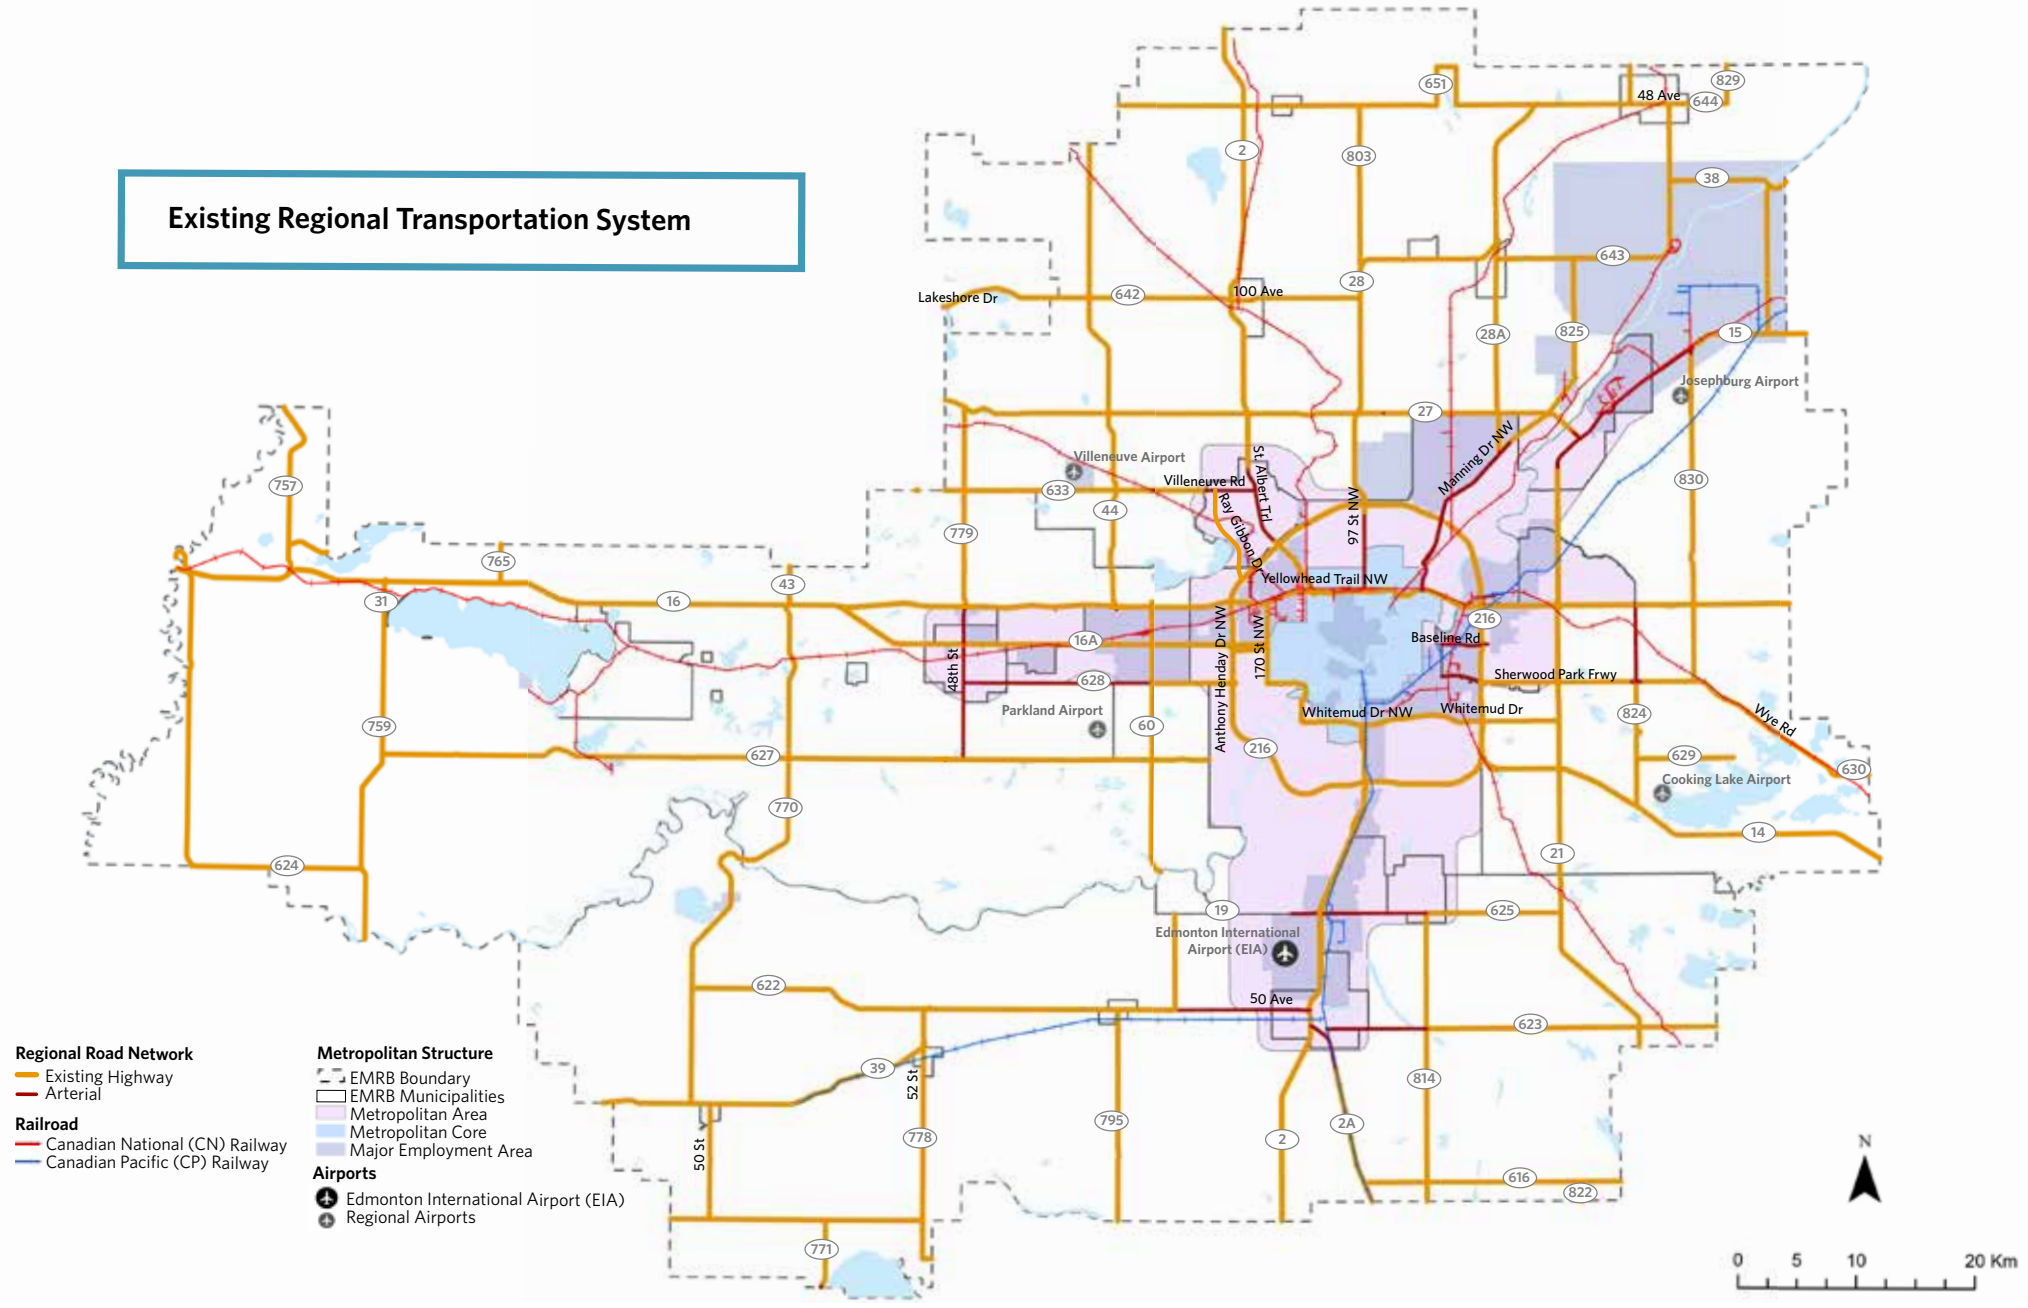 651
829
48 Ave
644
2
803
38
Existing Regional Transportation System
643
28
100 Ave
642
Lakeshore Dr
28A
825
15
Josephburg Airport
27
Manning Dr NW
Villeneuve Airport
St. Albert Trl
Villeneuve Rd
830
757
633
97 St NW
44
Ray Gibbon Dr
779
765
Yellowhead Trail NW
43
31
16
216
16A
Baseline Rd
Anthony Henday Dr NW
170 St NW
48th St
628
Sherwood Park Frwy
Parkland Airport
Whitemud Dr NW
Whitemud Dr
824
Wye Rd
759
60
216
627
629
630
Cooking Lake Airport
770
14
21
624
19
625
Edmonton International
Airport (EIA)
622
50 Ave
623
39
52 St
814
795
2A
778
2
50 St
616
822
771
Regional Road Network
Existing Highway
Arterial
Railroad
Canadian National (CN) Railway
Canadian Pacific (CP) Railway
Metropolitan Structure
EMRB Boundary
EMRB Municipalities
Metropolitan Area
Metropolitan Core
Major Employment Area
Airports
Edmonton International Airport (EIA)
Regional Airports
N
0 5 10 20 Km